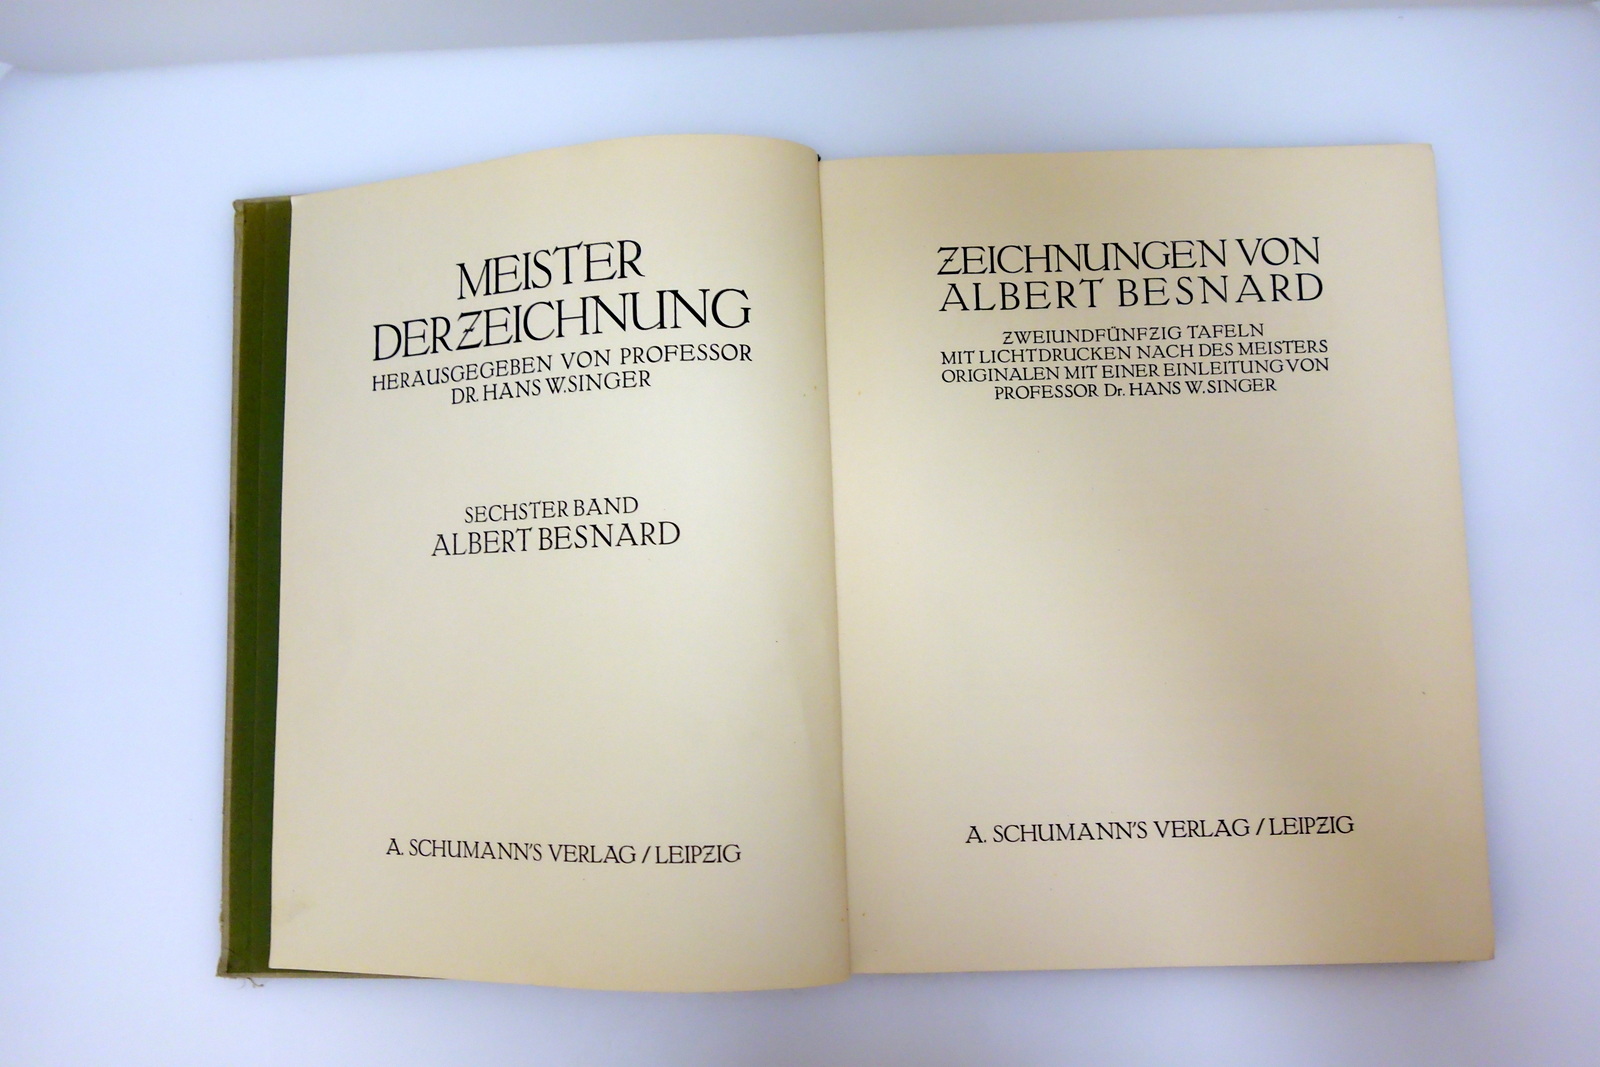 MEISTER
DER ZEICHNUNG
HERAUSGEGEBEN VON PROFESSOR
DR. HANS W. SINGER
SECHSTER BAND
ALBERT BESNARD
A. SCHUMANN'S VERLAG / LEIPZIG
ZEICHNUNGEN VON
ALBERT BESNARD
ZWEIUNDFÜNFZIG TAFELN
MIT LICHTDRUCKEN NACH DES MEISTERS
ORIGINALEN MIT EINER EINLEITUNG VON
PROFESSOR Dr. HANS W. SINGER
A. SCHUMANN'S VERLAG / LEIPZIG